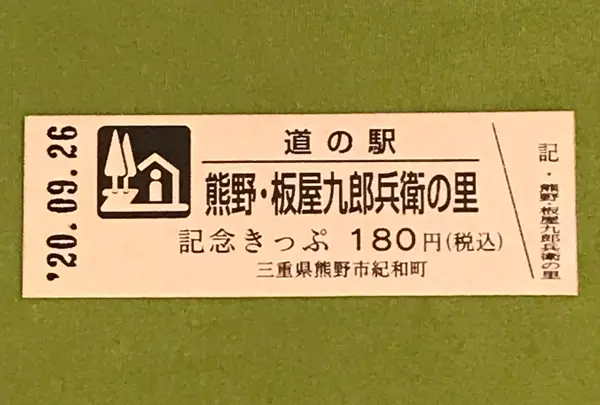 '20.09.26
道の駅
熊野・板屋九郎兵衛の里
記念きっぷ 180円(税込)
三重県熊野市紀和町
記・熊野・板屋九郎兵衛の里